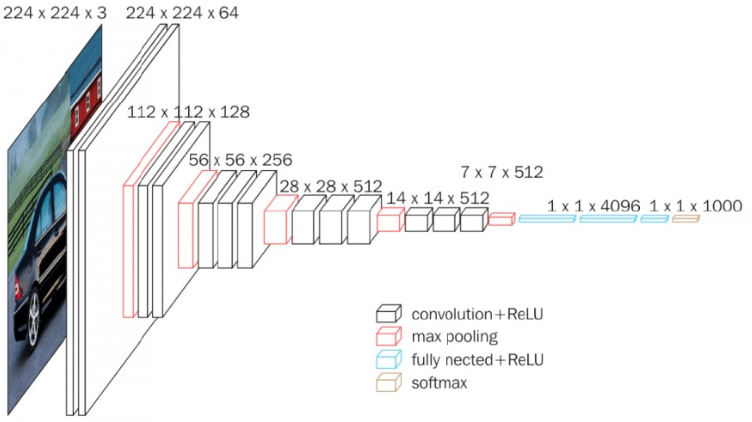 224 x 224 x 3
224 x 224 x 64
112 x 112 x 128
56 x 56 x 256
28 x 28 x 512
14 x 14 x 512
7 x 7 x 512
1 x 1 x 4096
1 x 1 x 1000
convolution+ReLU
max pooling
fully nected+ReLU
softmax